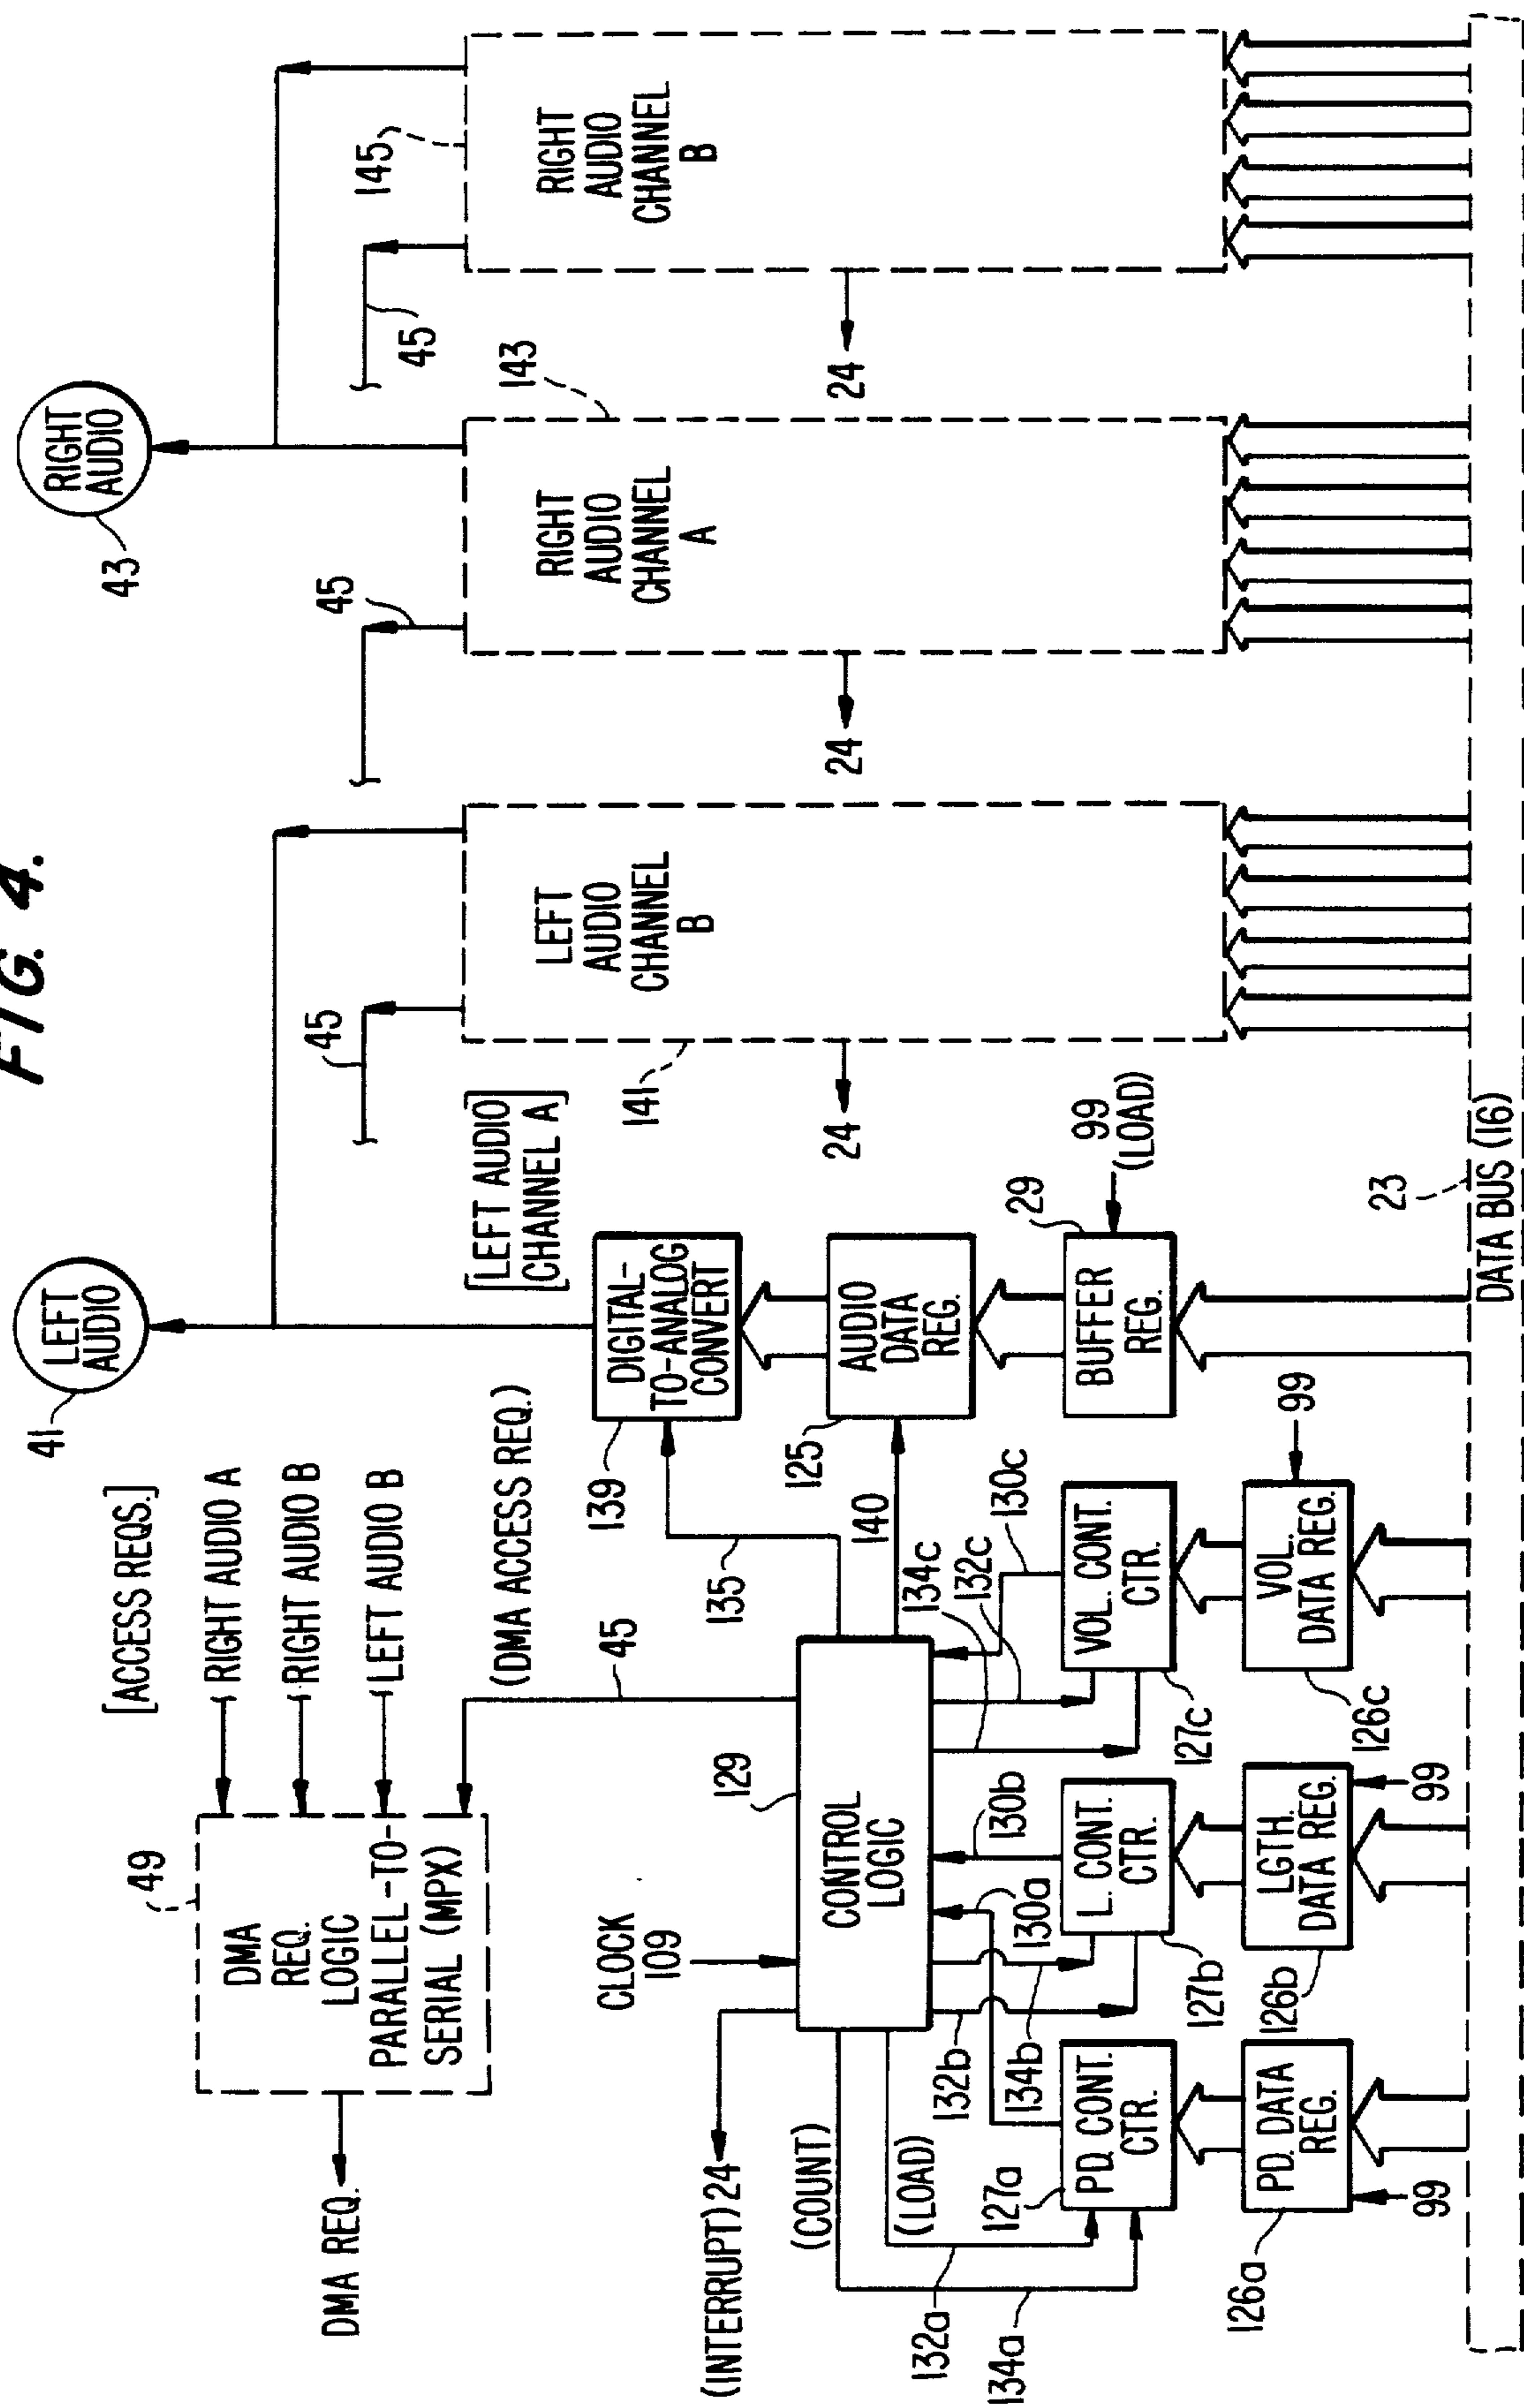 FIG. 4.
LEFT
AUDIO
41
RIGHT
AUDIO
43
[ACCESS REQS.]
RIGHT AUDIO A
RIGHT AUDIO B
LEFT AUDIO B
(DMA ACCESS REQ.)
45
49
DMA
REQ.
LOGIC
PARALLEL-TO-
SERIAL (MPX)
DMA REQ.
(INTERRUPT) 24
CLOCK
109
129
CONTROL
LOGIC
(COUNT)
(LOAD)
132a
134a
132b
134b
130a
130b
134c
132c
130c
135
140
139
DIGITAL-
TO-ANALOG
CONVERT
[LEFT AUDIO
CHANNEL A]
125
AUDIO
DATA
REG.
29
BUFFER
REG.
99
(LOAD)
127a
PD. CONT.
CTR.
127b
L. CONT.
CTR.
127c
VOL. CONT.
CTR.
126a
PD. DATA
REG.
99
126b
LGTH.
DATA REG.
99
126c
VOL.
DATA REG.
99
45
LEFT
AUDIO
CHANNEL
B
141
24
45
RIGHT
AUDIO
CHANNEL
A
143
24
45
RIGHT
AUDIO
CHANNEL
B
145
24
23
DATA BUS (16)